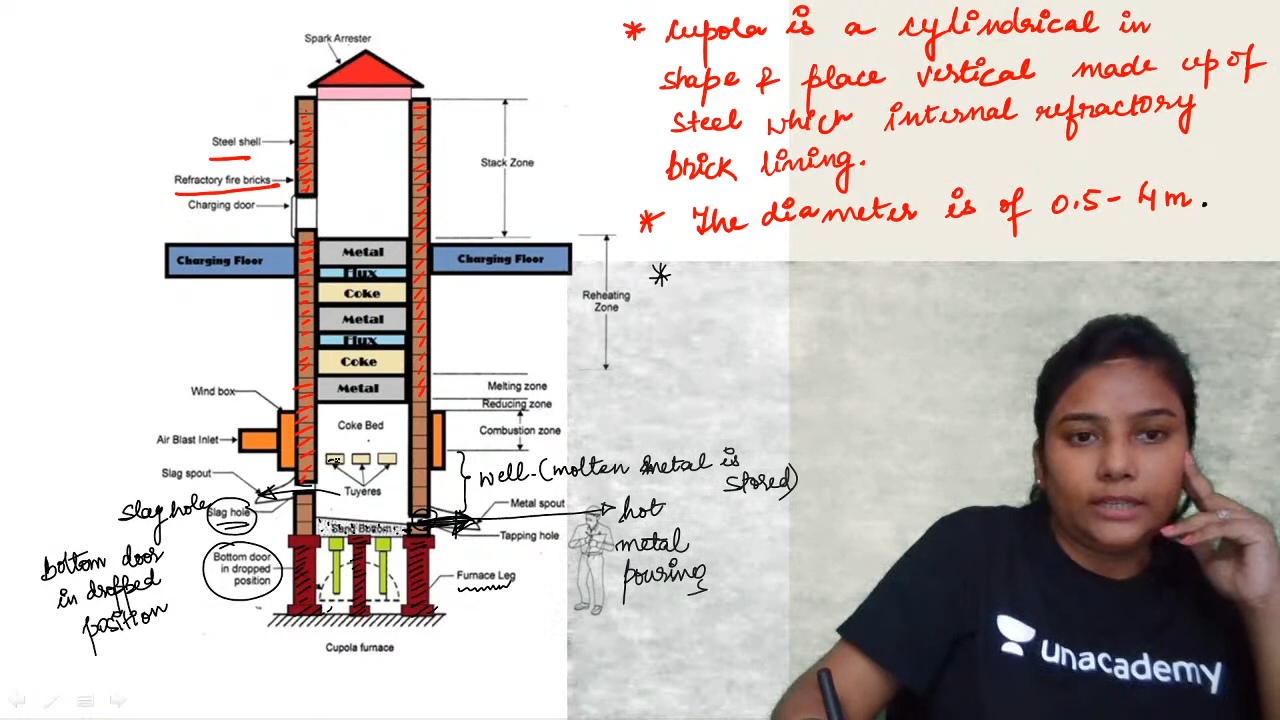 Spark Arrester
Steel shell
Refractory fire bricks
Charging door
Stack Zone
Charging Floor
Metal
Flux
Coke
Metal
Flux
Coke
Metal
Charging Floor
Reheating
Zone
Melting zone
Reducing zone
Combustion zone
Wind box
Air Blast Inlet
Coke Bed
Slag spout
Tuyeres
Slag hole
Slag hole
Sand Bottom
Metal spout
Tapping hole
Bottom door
in dropped
position
bottom door
in dropped
position
Furnace Leg
Cupola furnace
well-(molten metal is
stored)
hot
metal
pouring
* Cupola is a cylindrical in
shape & place vertical made up of
steel which internal refractory
brick lining.
* The diameter is of 0.5-4m.
*
unacademy